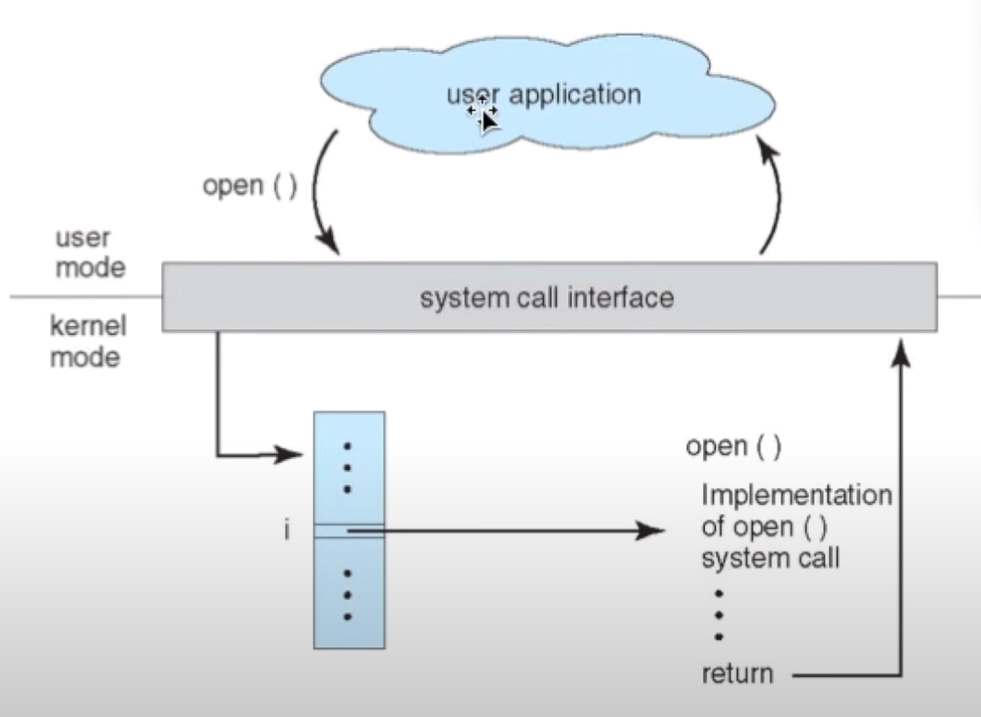 user application
open ( )
user
mode
system call interface
kernel
mode
open ( )
Implementation
of open ( )
system call
i
return